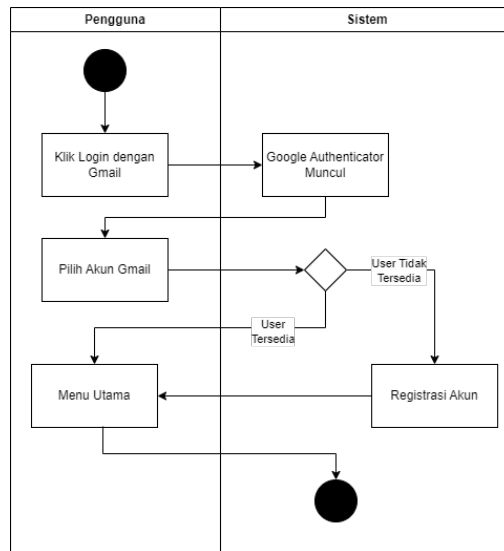 Pengguna
Sistem
Klik Login dengan
Gmail
Google Authenticator
Muncul
Pilih Akun Gmail
User Tidak
Tersedia
User
Tersedia
Menu Utama
Registrasi Akun